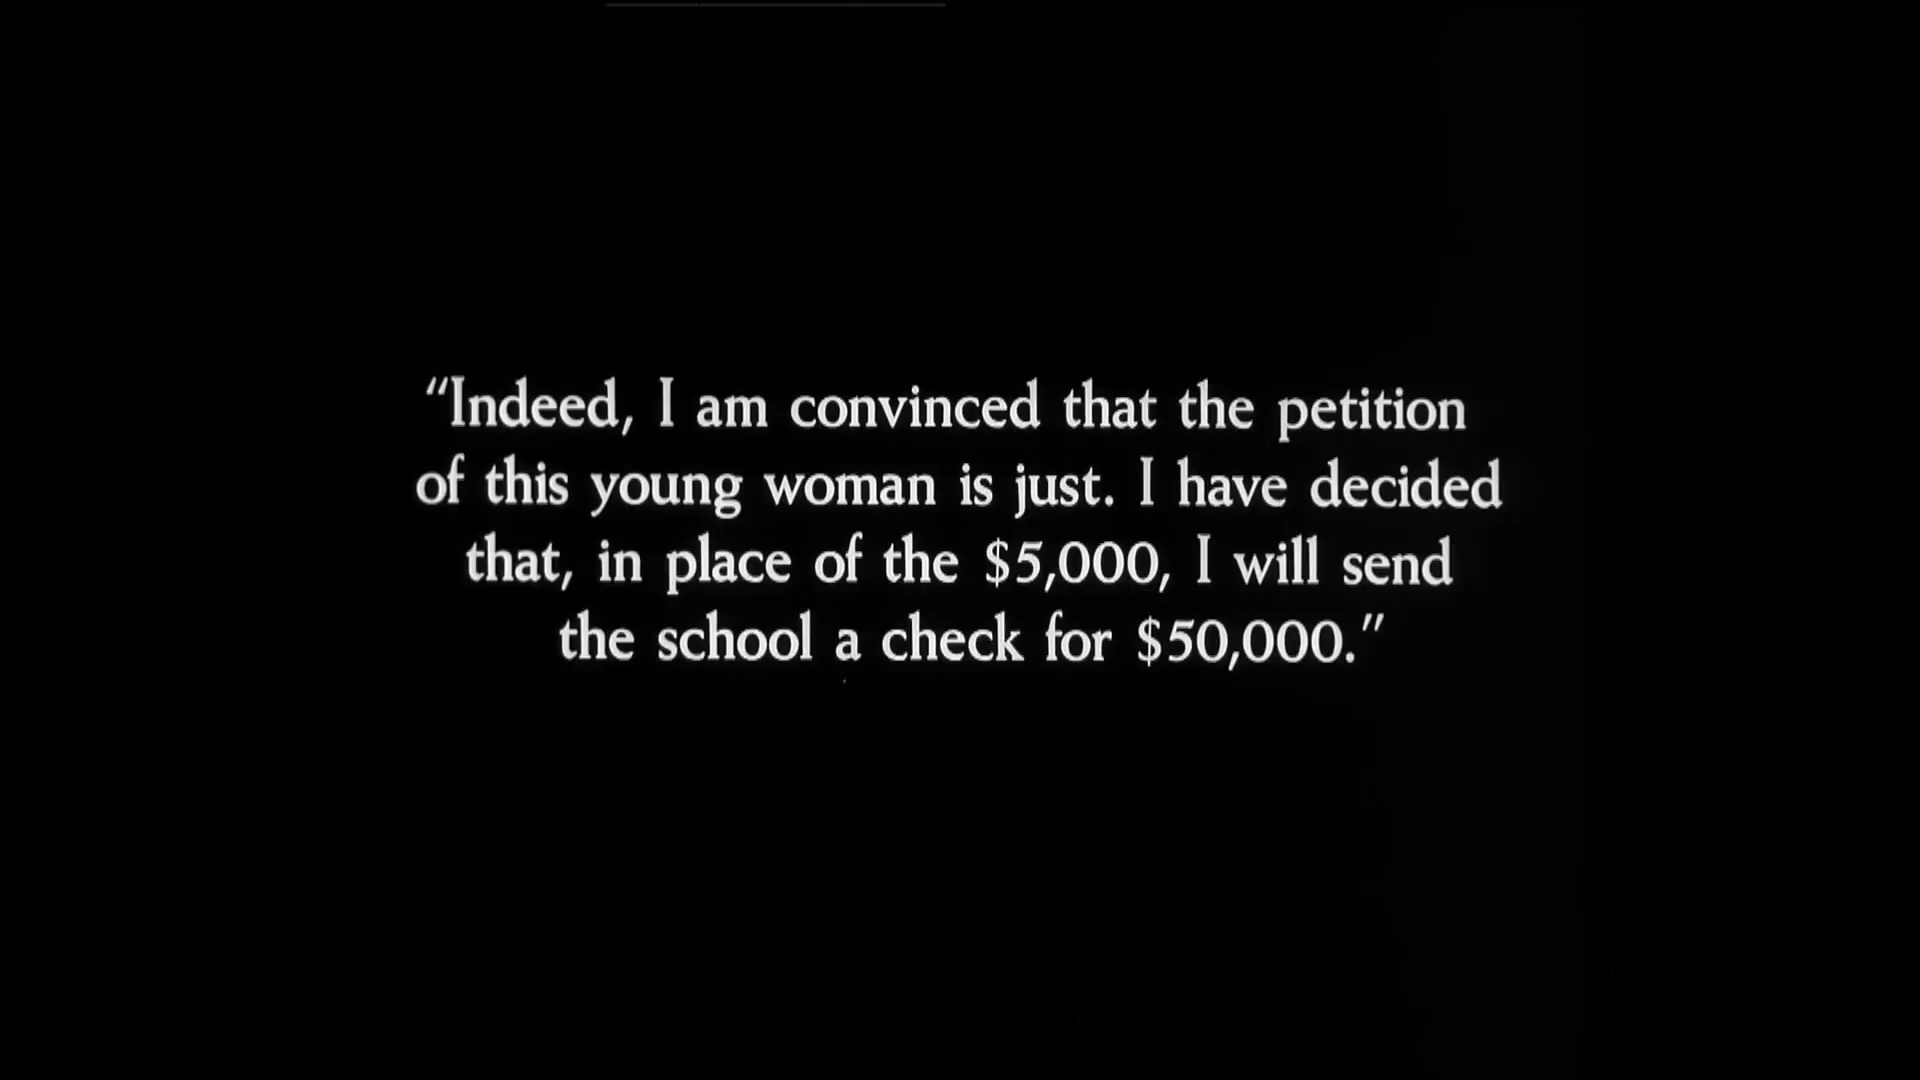 “Indeed, I am convinced that the petition
of this young woman is just. I have decided
that, in place of the $5,000, I will send
the school a check for $50,000.”